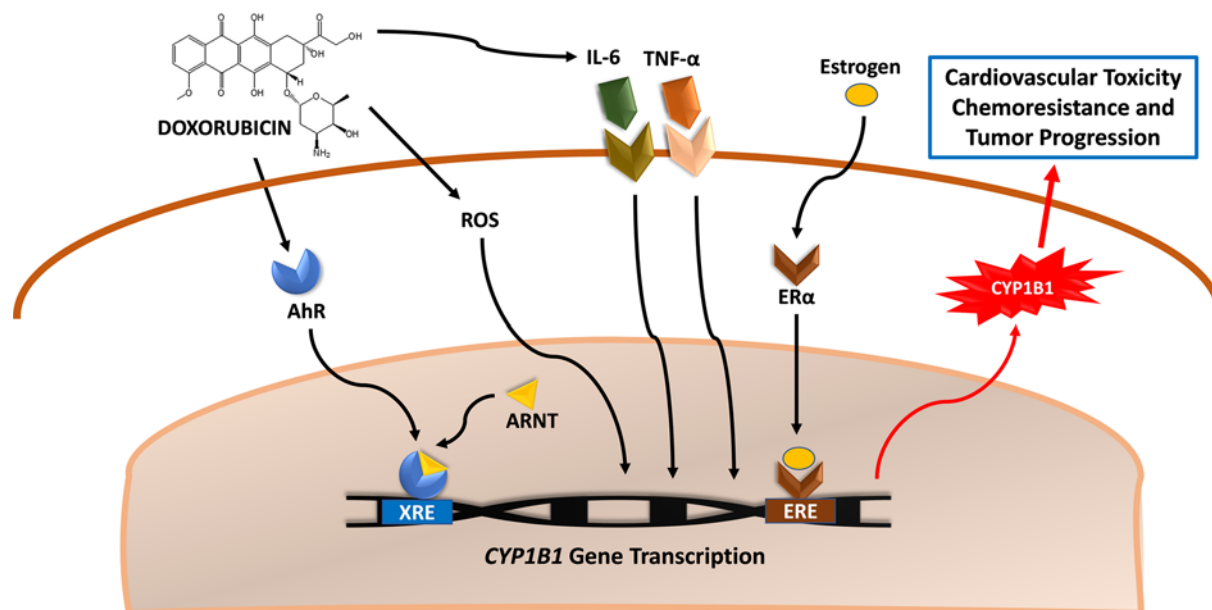 O
OH
O
OH
OH
OH
O
O
OH
H
O
O
OH
NH₂
DOXORUBICIN
IL-6
TNF-α
Estrogen
Cardiovascular Toxicity
Chemoresistance and
Tumor Progression
ROS
AhR
ERα
CYP1B1
ARNT
XRE
ERE
CYP1B1 Gene Transcription